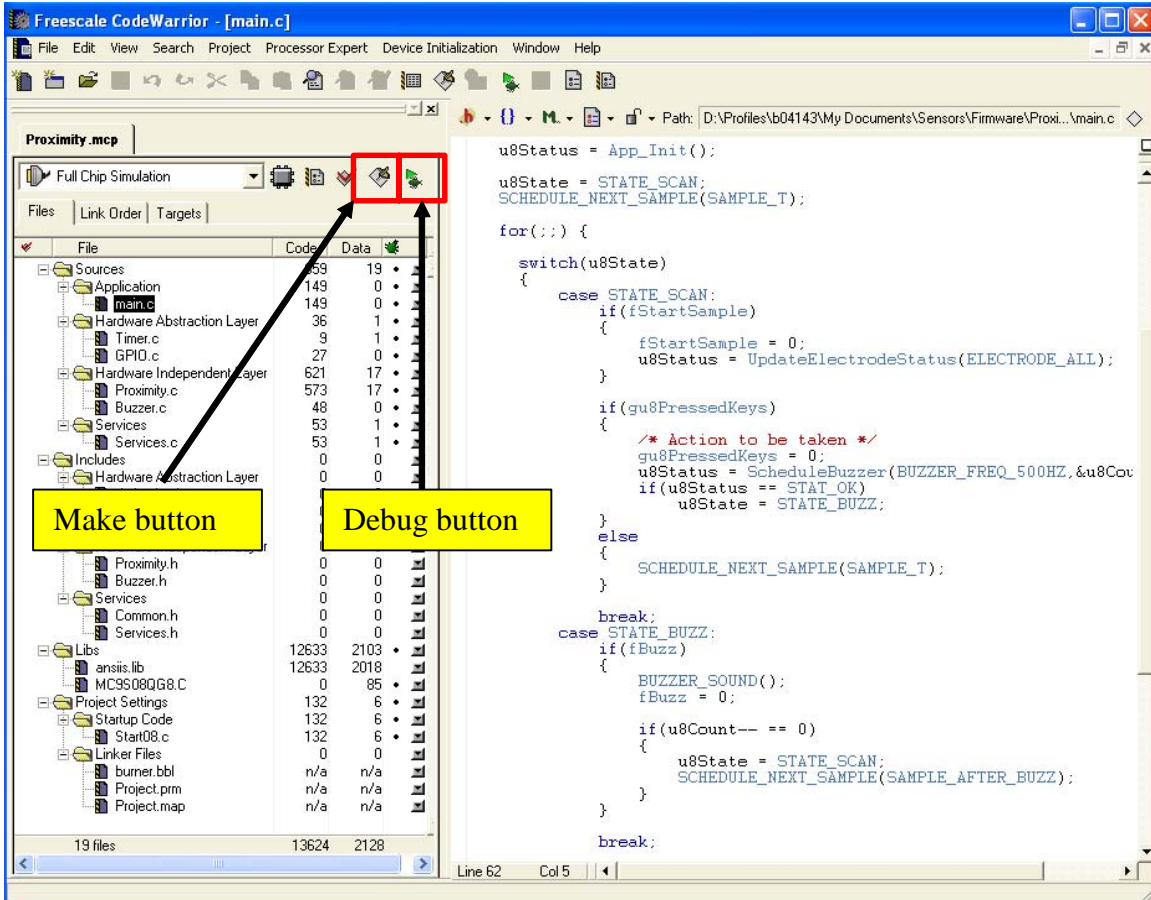 Freescale CodeWarrior - [main.c]
File Edit View Search Project Processor Expert Device Initialization Window Help
Path: D:\Profiles\b04143\My Documents\Sensors\Firmware\Proxi...\main.c
Proximity.mcp
Full Chip Simulation
Files Link Order Targets
File Code Data
Sources 859 19
Application 149 0
main.c 149 0
Hardware Abstraction Layer 36 1
Timer.c 9 1
GPIO.c 27 0
Hardware Independent Layer 621 17
Proximity.c 573 17
Buzzer.c 48 0
Services 53 1
Services.c 53 1
Includes 0 0
Hardware Abstraction Layer 0 0
Make button
Debug button
Proximity.h 0 0
Buzzer.h 0 0
Services 0 0
Common.h 0 0
Services.h 0 0
Libs 12633 2103
ansiis.lib 12633 2018
MC9S08QG8.C 0 85
Project Settings 132 6
Startup Code 132 6
Start08.c 132 6
Linker Files 0 0
burner.bbl n/a n/a
Project.prm n/a n/a
Project.map n/a n/a
19 files 13624 2128
u8Status = App_Init();
u8State = STATE_SCAN;
SCHEDULE_NEXT_SAMPLE(SAMPLE_T);
for(;;) {
switch(u8State)
{
case STATE_SCAN:
if(fStartSample)
{
fStartSample = 0;
u8Status = UpdateElectrodeStatus(ELECTRODE_ALL);
}
if(gu8PressedKeys)
{
/* Action to be taken */
gu8PressedKeys = 0;
u8Status = ScheduleBuzzer(BUZZER_FREQ_500HZ,&u8Cou
if(u8Status == STAT_OK)
u8State = STATE_BUZZ;
}
else
{
SCHEDULE_NEXT_SAMPLE(SAMPLE_T);
}
break;
case STATE_BUZZ:
if(fBuzz)
{
BUZZER_SOUND();
fBuzz = 0;
if(u8Count-- == 0)
{
u8State = STATE_SCAN;
SCHEDULE_NEXT_SAMPLE(SAMPLE_AFTER_BUZZ);
}
}
break;
Line 62 Col 5